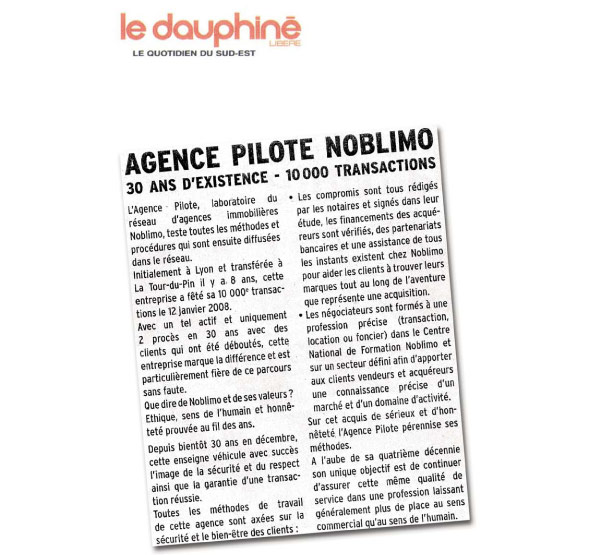 le dauphiné
LIBERE
LE QUOTIDIEN DU SUD-EST
AGENCE PILOTE NOBLIMO
30 ANS D'EXISTENCE - 10 000 TRANSACTIONS
L'Agence Pilote, laboratoire du
réseau d'agences immobilières
Noblimo, teste toutes les méthodes et
procédures qui sont ensuite diffusées
dans le réseau.
Initialement à Lyon et transférée à
La Tour-du-Pin il y a 8 ans, cette
entreprise a fêté sa 10 000e transac-
tions le 12 janvier 2008.
Avec un tel actif et uniquement
2 procès en 30 ans avec des
clients qui ont été déboutés, cette
entreprise marque la différence et est
particulièrement fière de ce parcours
sans faute.
Que dire de Noblimo et de ses valeurs ?
Ethique, sens de l'humain et honnê-
teté prouvée au fil des ans.
Depuis bientôt 30 ans en décembre,
cette enseigne véhicule avec succès
l'image de la sécurité et du respect
ainsi que la garantie d'une transac-
tion réussie.
Toutes les méthodes de travail
de cette agence sont axées sur la
sécurité et le bien-être des clients :
• Les compromis sont tous rédigés
par les notaires et signés dans leur
étude, les financements des acqué-
reurs sont vérifiés, des partenariats
bancaires et une assistance de tous
les instants existent chez Noblimo
pour aider les clients à trouver leurs
marques tout au long de l'aventure
que représente une acquisition.
• Les négociateurs sont formés à une
profession précise (transaction,
location ou foncier) dans le Centre
National de Formation Noblimo et
sur un secteur défini afin d'apporter
aux clients vendeurs et acquéreurs
une connaissance précise d'un
marché et d'un domaine d'activité.
Sur cet acquis de sérieux et d'hon-
nêteté l'Agence Pilote pérennise ses
méthodes.
A l'aube de sa quatrième décennie
son unique objectif est de continuer
d'assurer cette même qualité de
service dans une profession laissant
généralement plus de place au sens
commercial qu'au sens de l'humain.